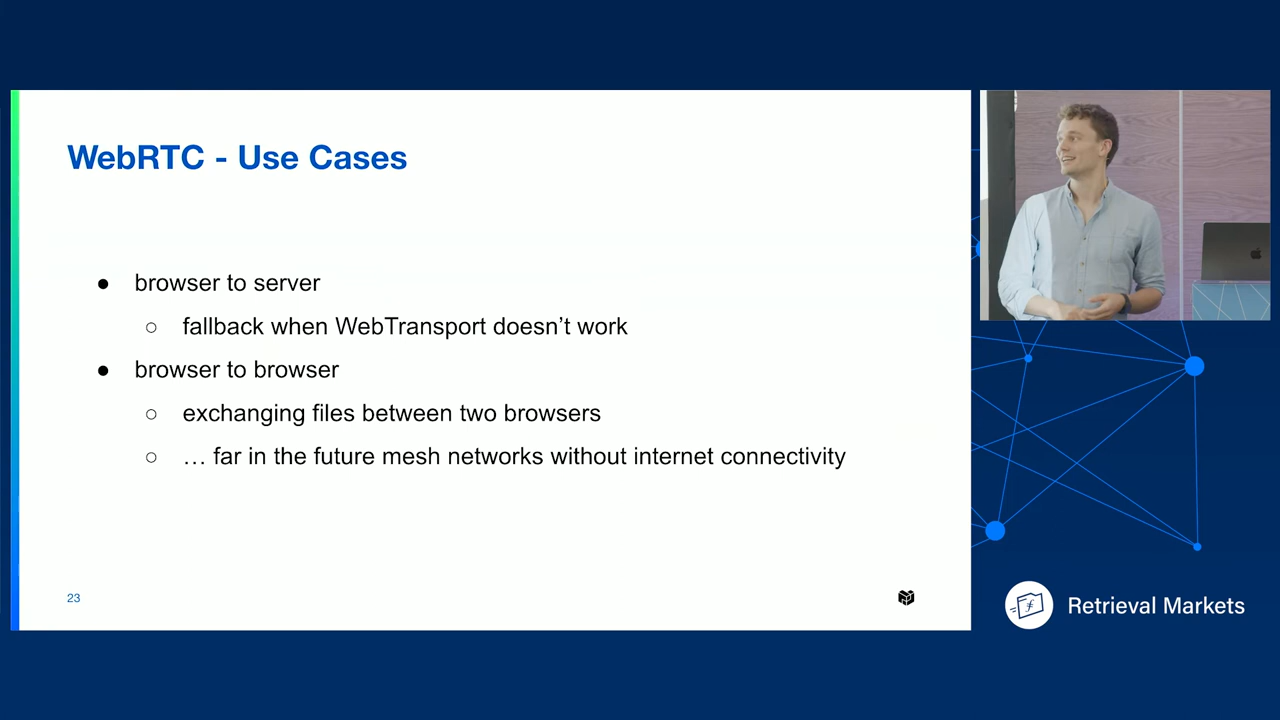 WebRTC - Use Cases
● browser to server
○ fallback when WebTransport doesn’t work
● browser to browser
○ exchanging files between two browsers
○ … far in the future mesh networks without internet connectivity
23
Retrieval Markets